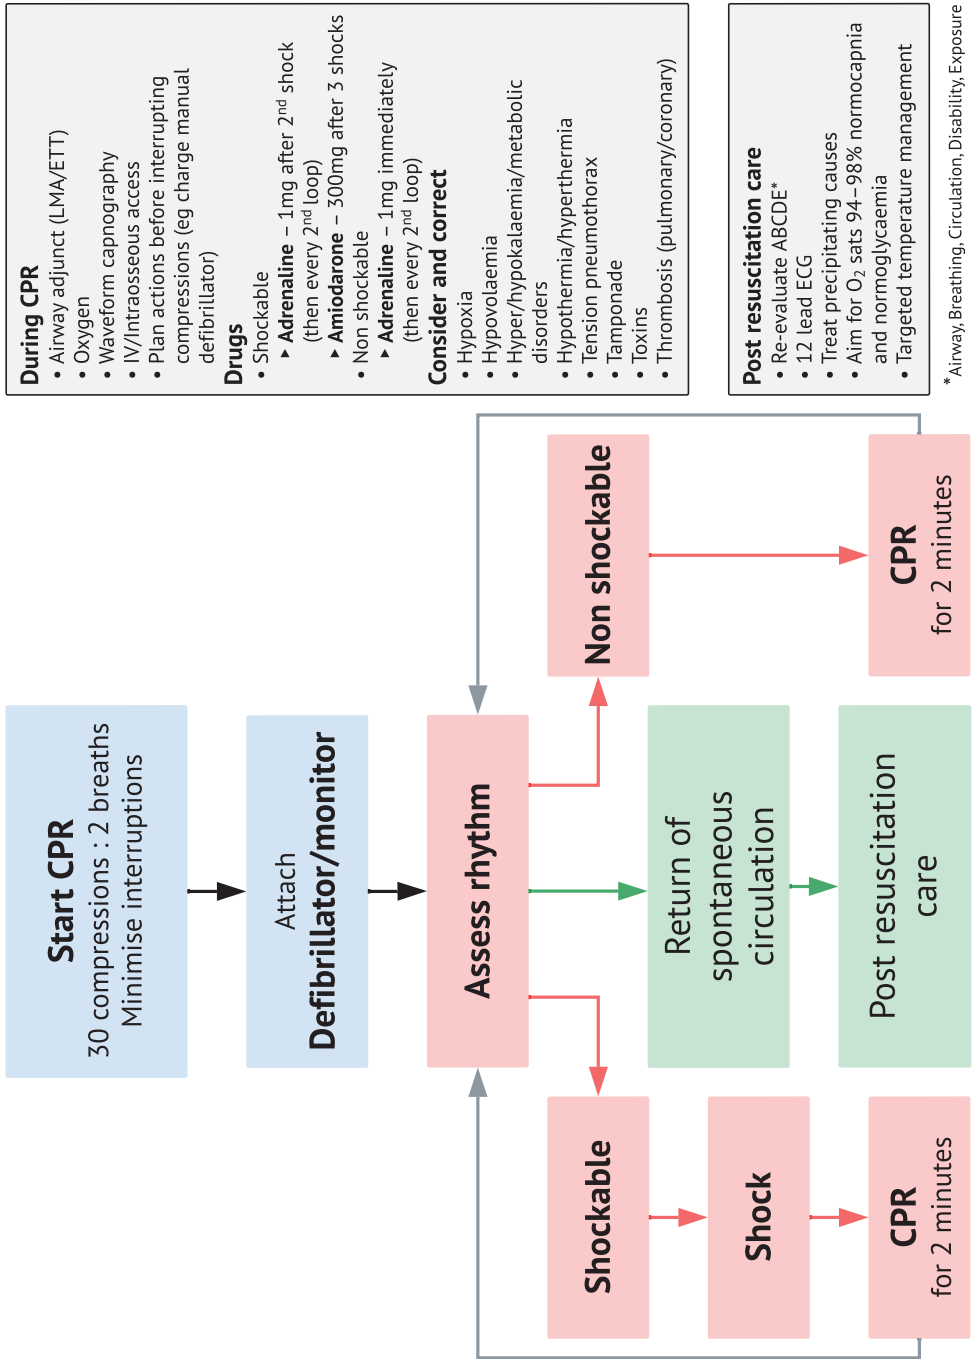 Start CPR
30 compressions : 2 breaths
Minimise interruptions
Attach
Defibrillator/monitor
Assess rhythm
Shockable
Shock
CPR
for 2 minutes
Return of
spontaneous
circulation
Post resuscitation
care
Non shockable
CPR
for 2 minutes
During CPR
• Airway adjunct (LMA/ETT)
• Oxygen
• Waveform capnography
• IV/Intraosseous access
• Plan actions before interrupting
compressions (eg charge manual
defibrillator)
Drugs
• Shockable
▸ Adrenaline – 1mg after 2nd shock
(then every 2nd loop)
▸ Amiodarone – 300mg after 3 shocks
• Non shockable
▸ Adrenaline – 1mg immediately
(then every 2nd loop)
Consider and correct
• Hypoxia
• Hypovolaemia
• Hyper/hypokalaemia/metabolic
disorders
• Hypothermia/hyperthermia
• Tension pneumothorax
• Tamponade
• Toxins
• Thrombosis (pulmonary/coronary)
Post resuscitation care
• Re-evaluate ABCDE*
• 12 lead ECG
• Treat precipitating causes
• Aim for O₂ sats 94–98% normocapnia
and normoglycaemia
• Targeted temperature management
*Airway, Breathing, Circulation, Disability, Exposure